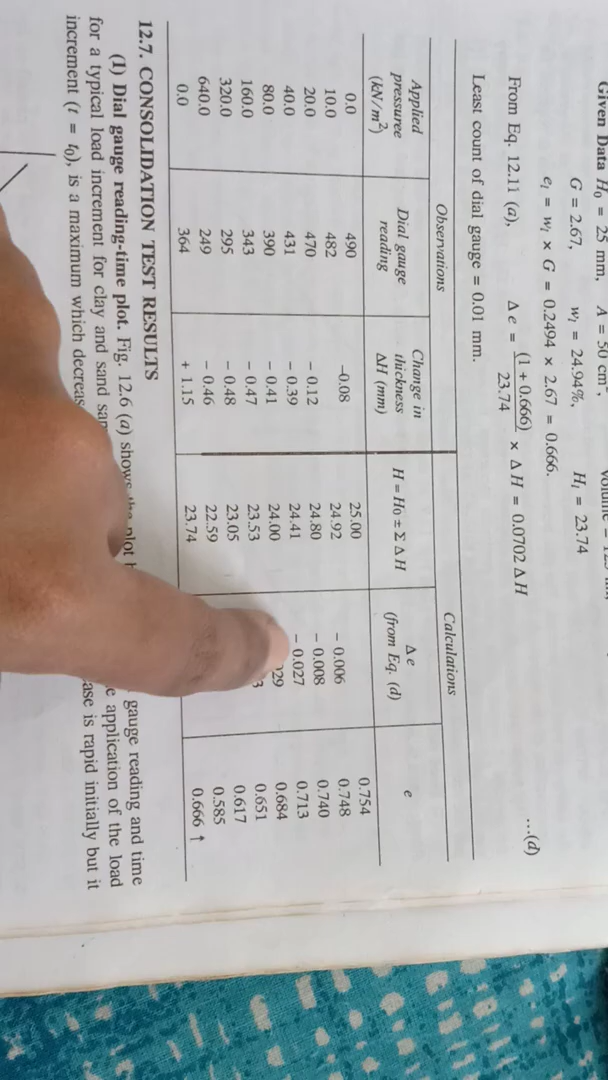 Given Data H₀ = 25 mm, A = 50 cm²,
G = 2.67, w_f = 24.94%, H_f = 23.74
e_f = w_f × G = 0.2494 × 2.67 = 0.666.
From Eq. 12.11 (a), Δe = (1 + 0.666)/23.74 × ΔH = 0.0702 ΔH ...(d)
Least count of dial gauge = 0.01 mm.
Observations Calculations
Applied pressuree (kN/m²) Dial gauge reading Change in thickness ΔH (mm) H = Ho ± Σ ΔH Δe (from Eq. (d) e
0.0 490 25.00 0.754
10.0 482 –0.08 24.92 – 0.006 0.748
20.0 470 – 0.12 24.80 – 0.008 0.740
40.0 431 – 0.39 24.41 – 0.027 0.713
80.0 390 – 0.41 24.00 0.684
160.0 343 – 0.47 23.53 0.651
320.0 295 – 0.48 23.05 0.617
640.0 249 – 0.46 22.59 0.585
0.0 364 + 1.15 23.74 0.666 ↑
12.7. CONSOLIDATION TEST RESULTS
(1) Dial gauge reading-time plot. Fig. 12.6 (a) shows the plot gauge reading and time
for a typical load increment for clay and sand application of the load
increment (t = t₀), is a maximum which is rapid initially but it